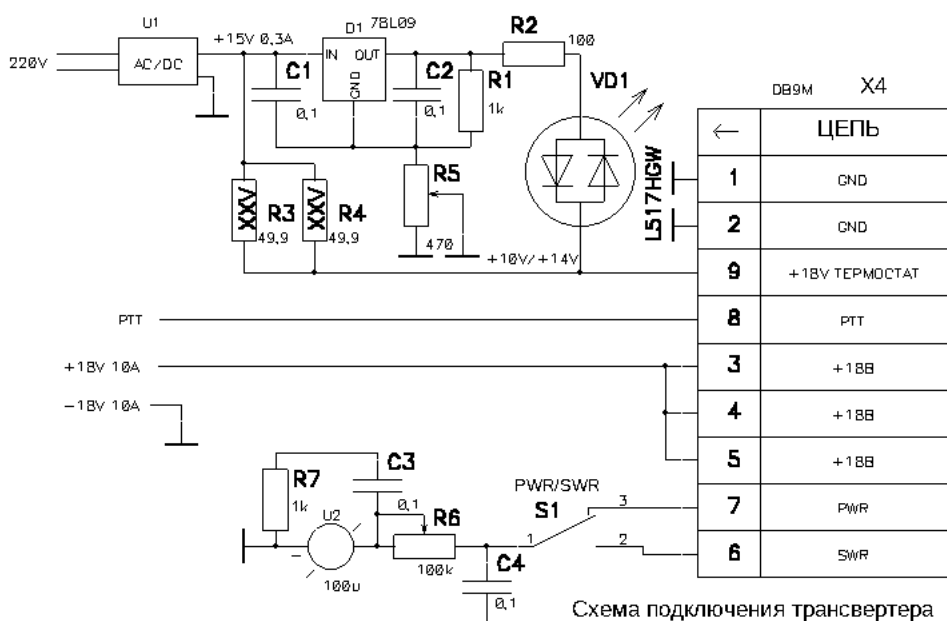 U1
220V
AC/DC
+15V 0,3A
D1 78L09
IN OUT
GND
C1
0,1
C2
0,1
R1
1k
R2
100
VD1
L517HGW
R3
49,9
R4
49,9
R5
470
+10V/+14V
DB9M X4
← ЦЕПЬ
1 GND
2 GND
9 +18V ТЕРМОСТАТ
8 PTT
3 +18В
4 +18В
5 +18В
7 PWR
6 SWR
PTT
+18V 10A
-18V 10A
R7
1k
C3
0,1
U2
-
100u
R6
100k
C4
0,1
PWR/SWR
S1
1
3
2
Схема подключения трансвертера